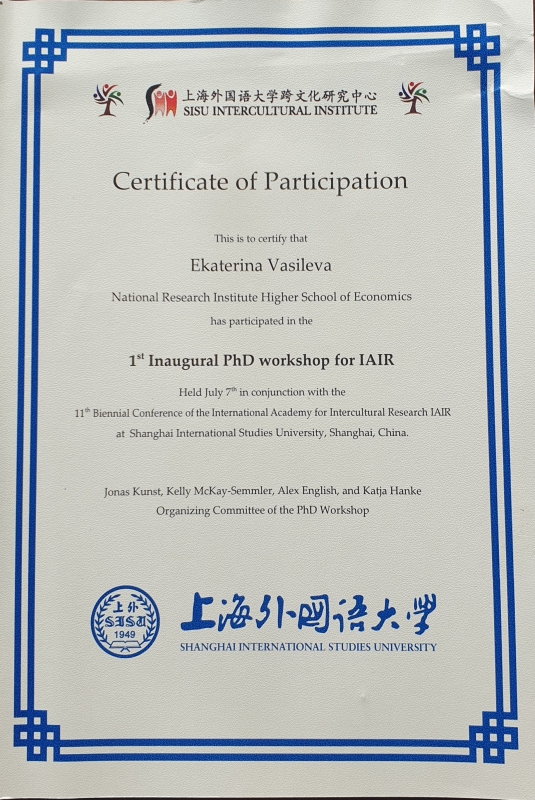 上海外国语大学跨文化研究中心
SISU INTERCULTURAL INSTITUTE
Certificate of Participation
This is to certify that
Ekaterina Vasileva
National Research Institute Higher School of Economics
has participated in the
1st Inaugural PhD workshop for IAIR
Held July 7th in conjunction with the
11th Biennial Conference of the International Academy for Intercultural Research IAIR
at Shanghai International Studies University, Shanghai, China.
Jonas Kunst, Kelly McKay-Semmler, Alex English, and Katja Hanke
Organizing Committee of the PhD Workshop
上外
SISU
1949
上海外国语大学
SHANGHAI INTERNATIONAL STUDIES UNIVERSITY